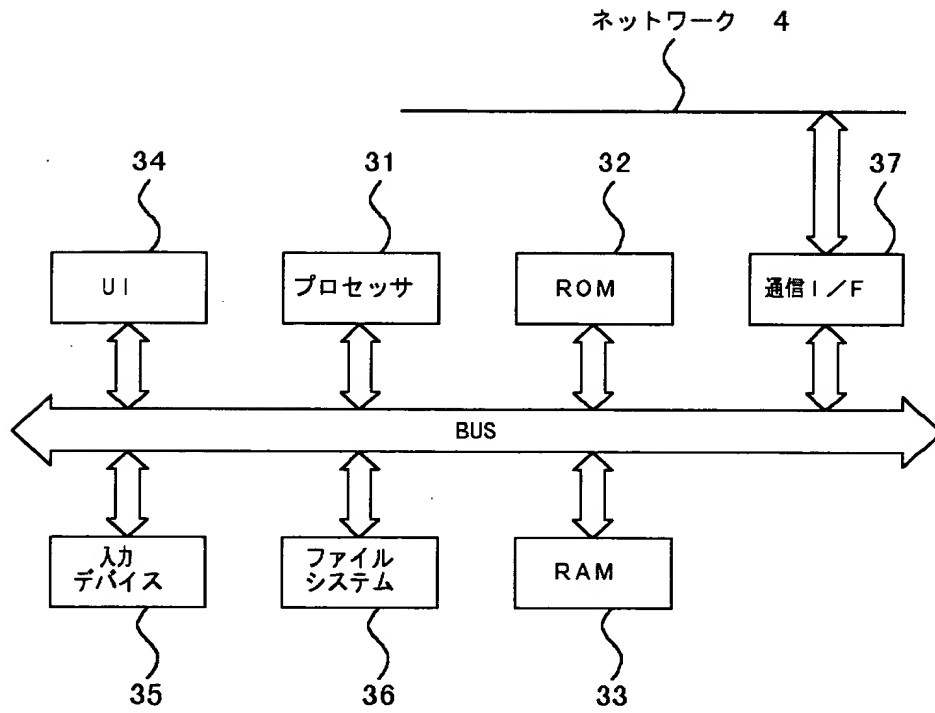 ネットワーク 4
34
31
32
37
UI
プロセッサ
ROM
通信I/F
BUS
入力
デバイス
ファイル
システム
RAM
35
36
33